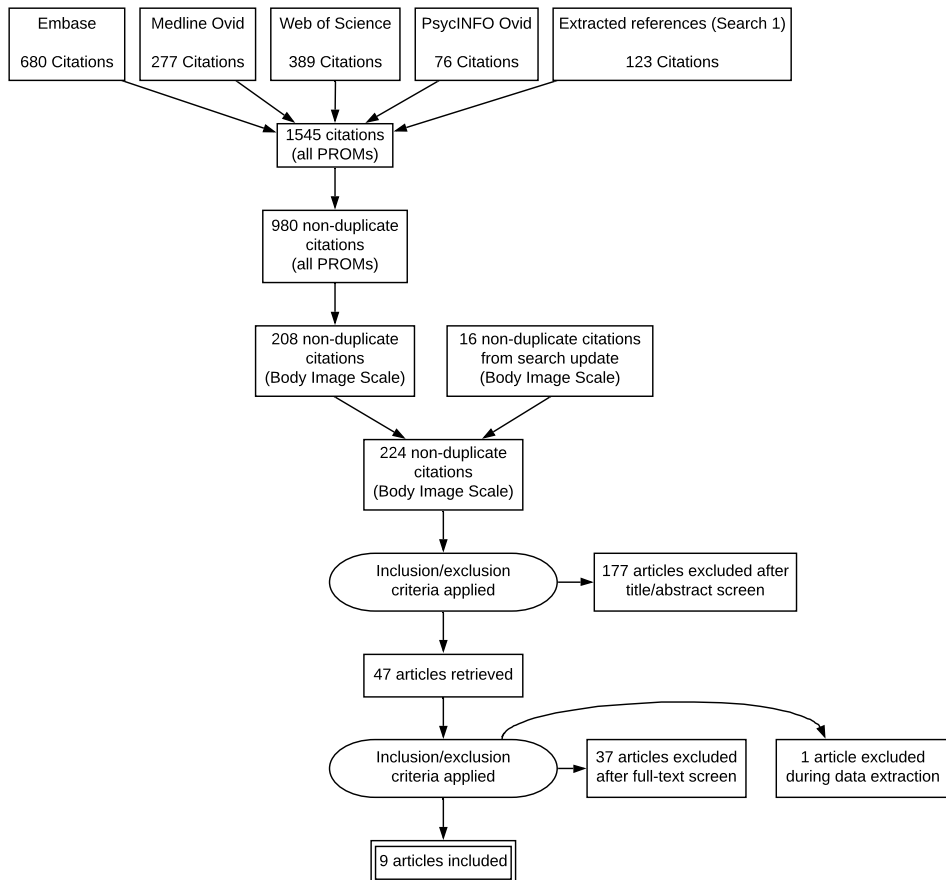 Embase
680 Citations
Medline Ovid
277 Citations
Web of Science
389 Citations
PsycINFO Ovid
76 Citations
Extracted references (Search 1)
123 Citations
1545 citations
(all PROMs)
980 non-duplicate
citations
(all PROMs)
208 non-duplicate
citations
(Body Image Scale)
16 non-duplicate citations
from search update
(Body Image Scale)
224 non-duplicate
citations
(Body Image Scale)
Inclusion/exclusion
criteria applied
177 articles excluded after
title/abstract screen
47 articles retrieved
Inclusion/exclusion
criteria applied
37 articles excluded
after full-text screen
1 article excluded
during data extraction
9 articles included